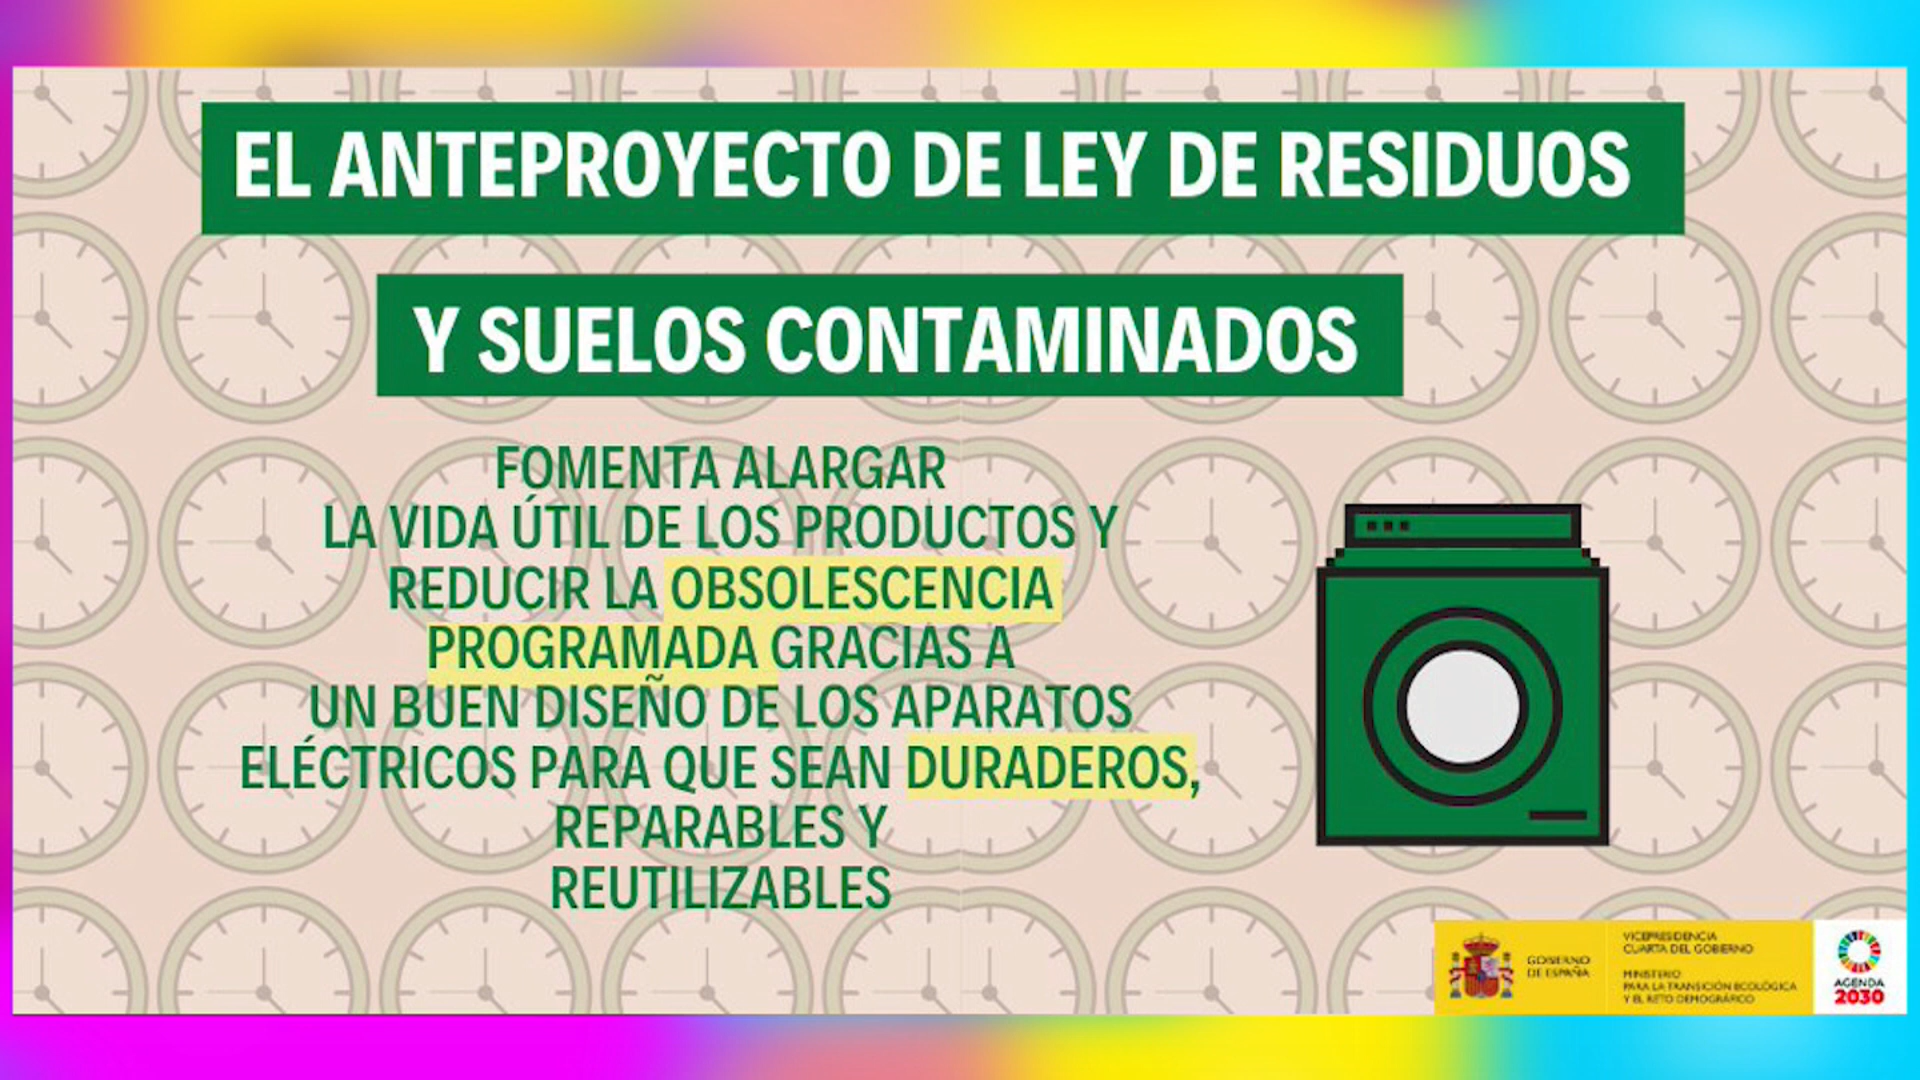 EL ANTEPROYECTO DE LEY DE RESIDUOS
Y SUELOS CONTAMINADOS
FOMENTA ALARGAR
LA VIDA ÚTIL DE LOS PRODUCTOS Y
REDUCIR LA OBSOLESCENCIA
PROGRAMADA GRACIAS A
UN BUEN DISEÑO DE LOS APARATOS
ELÉCTRICOS PARA QUE SEAN DURADEROS,
REPARABLES Y
REUTILIZABLES
GOBIERNO
DE ESPAÑA
VICEPRESIDENCIA
CUARTA DEL GOBIERNO
MINISTERIO
PARA LA TRANSICIÓN ECOLÓGICA
Y EL RETO DEMOGRÁFICO
AGENDA
2030